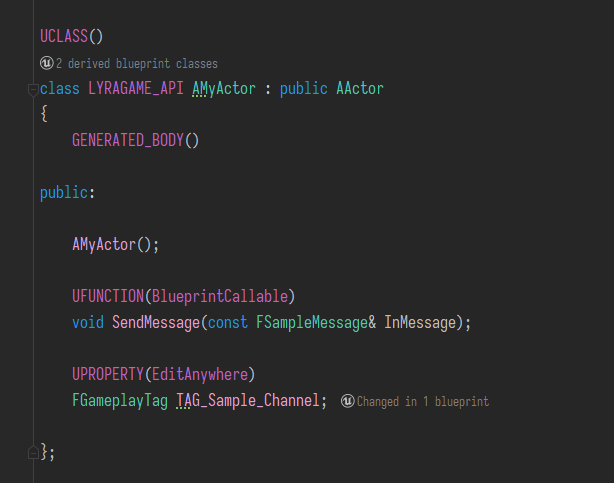 UCLASS()
2 derived blueprint classes
class LYRAGAME_API AMyActor : public AActor
{
GENERATED_BODY()
public:
AMyActor();
UFUNCTION(BlueprintCallable)
void SendMessage(const FSampleMessage& InMessage);
UPROPERTY(EditAnywhere)
FGameplayTag TAG_Sample_Channel; Changed in 1 blueprint
};